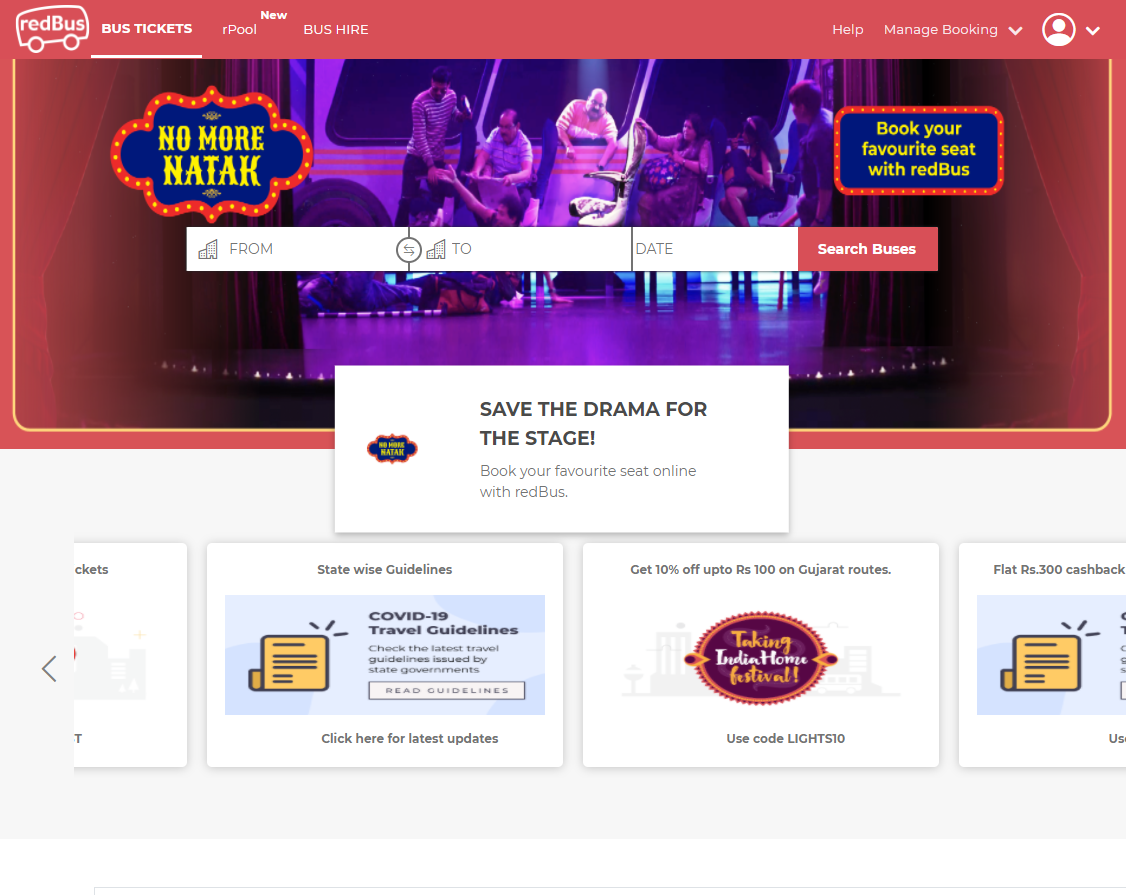 redBus
BUS TICKETS
rPool
New
BUS HIRE
Help
Manage Booking
NO MORE
NATAK
Book your
favourite seat
with redBus
FROM
TO
DATE
Search Buses
NO MORE
NATAK
SAVE THE DRAMA FOR
THE STAGE!
Book your favourite seat online
with redBus.
ckets
T
State wise Guidelines
COVID-19
Travel Guidelines
Check the latest travel
guidelines issued by
state governments
READ GUIDELINES
Click here for latest updates
Get 10% off upto Rs 100 on Gujarat routes.
Taking
IndiaHome
festival!
Use code LIGHTS10
Flat Rs.300 cashback